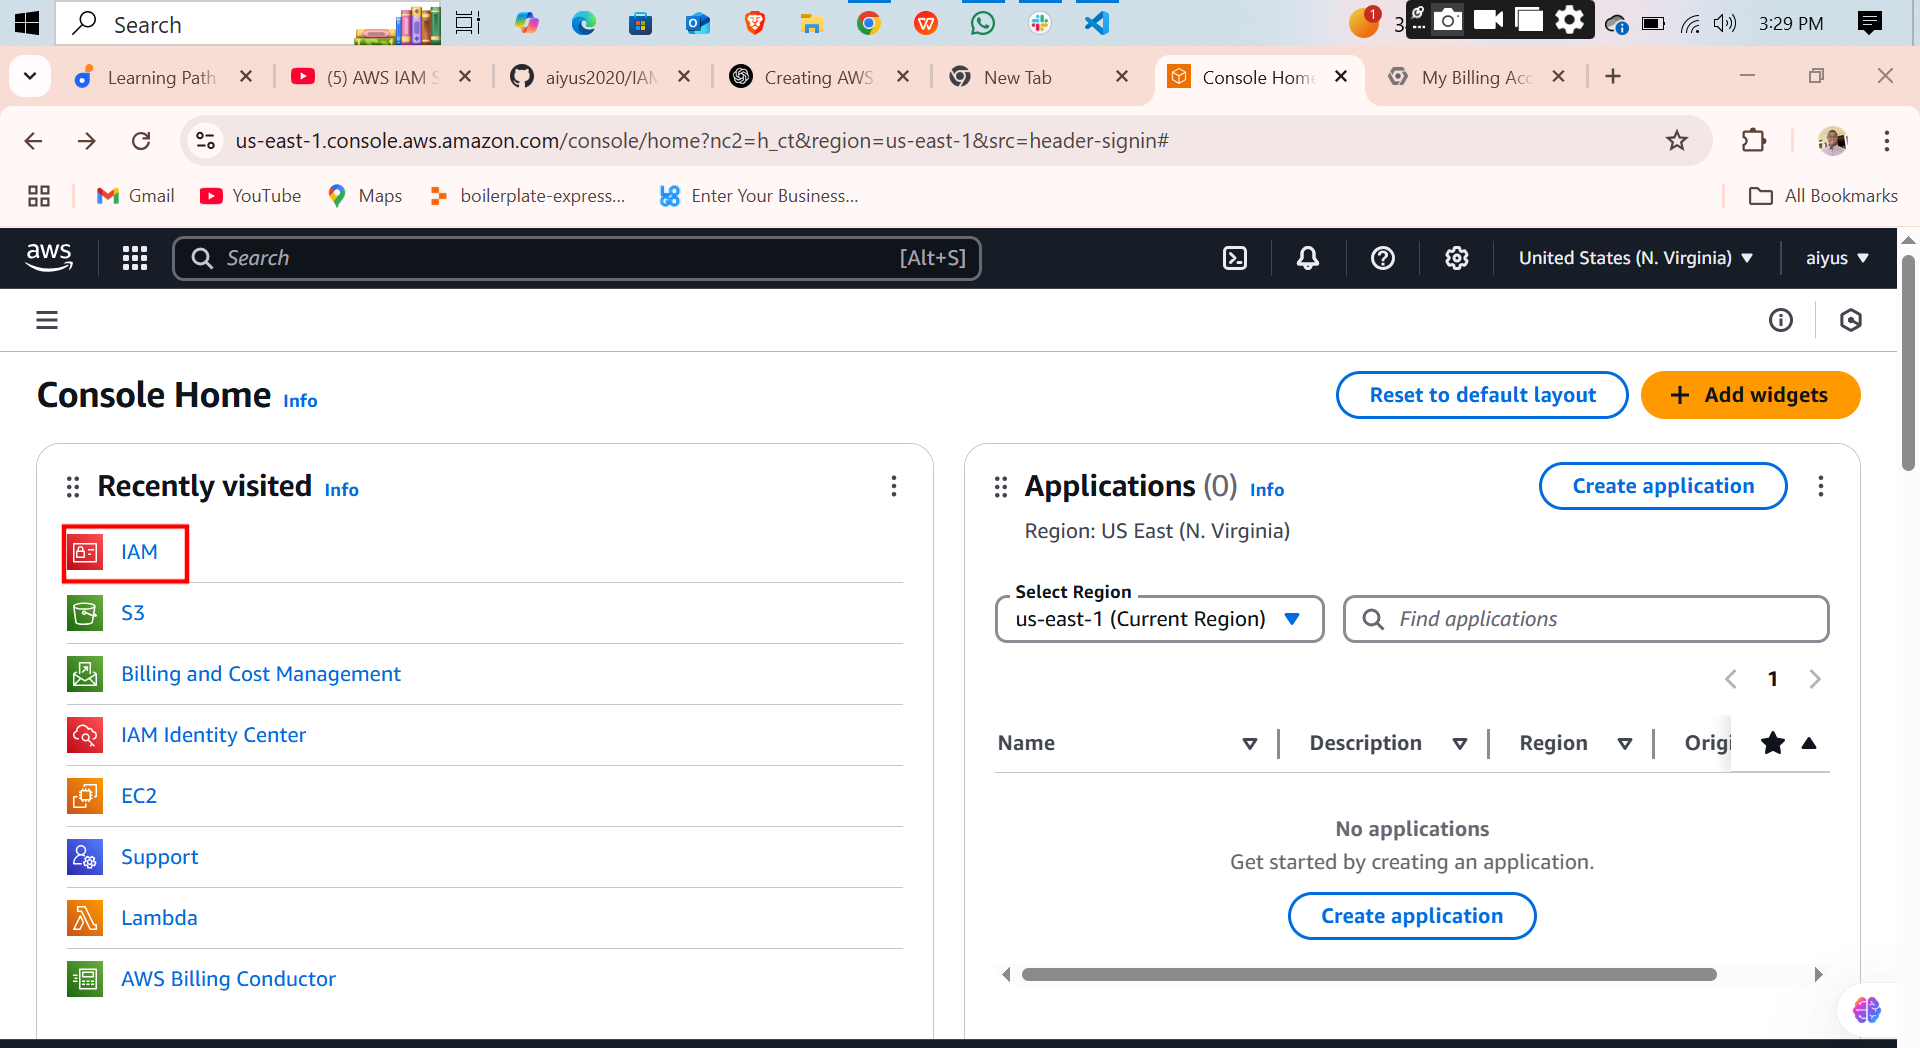 Search
1
3:29 PM
Learning Path
(5) AWS IAM S
aiyus2020/IAM
Creating AWS
New Tab
Console Home
My Billing Acc
us-east-1.console.aws.amazon.com/console/home?nc2=h_ct&region=us-east-1&src=header-signin#
Gmail
YouTube
Maps
boilerplate-express...
Enter Your Business...
All Bookmarks
aws
Search
[Alt+S]
United States (N. Virginia)
aiyus
Console Home Info
Reset to default layout
Add widgets
Recently visited Info
IAM
S3
Billing and Cost Management
IAM Identity Center
EC2
Support
Lambda
AWS Billing Conductor
Applications (0) Info
Create application
Region: US East (N. Virginia)
Select Region
us-east-1 (Current Region)
Find applications
1
Name
Description
Region
Origi
No applications
Get started by creating an application.
Create application